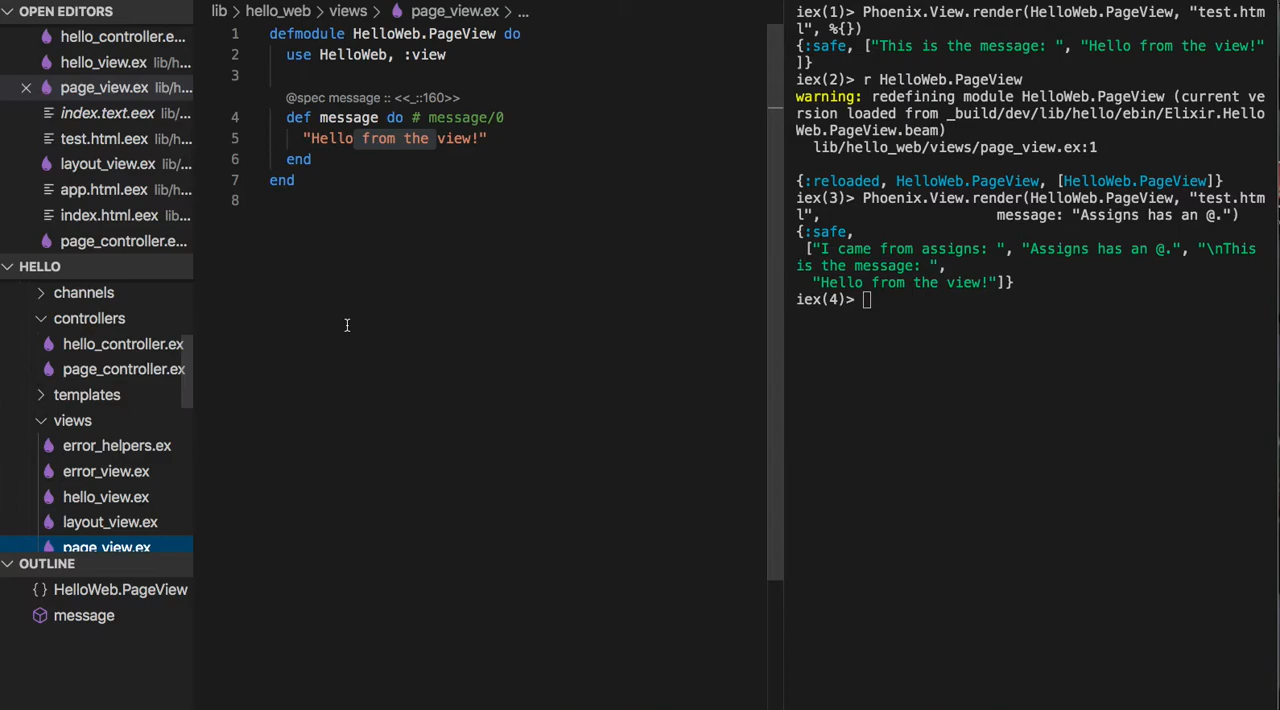 OPEN EDITORS
hello_controller.e...
hello_view.ex lib/h...
page_view.ex lib/h...
index.text.eex lib/...
test.html.eex lib/h...
layout_view.ex lib/...
app.html.eex lib/h...
index.html.eex lib...
page_controller.e...
HELLO
channels
controllers
hello_controller.ex
page_controller.ex
templates
views
error_helpers.ex
error_view.ex
hello_view.ex
layout_view.ex
page_view.ex
OUTLINE
{} HelloWeb.PageView
message
lib > hello_web > views > page_view.ex > ...
1 defmodule HelloWeb.PageView do
2 use HelloWeb, :view
3
@spec message :: <<_::160>>
4 def message do # message/0
5 "Hello from the view!"
6 end
7 end
8
iex(1)> Phoenix.View.render(HelloWeb.PageView, "test.htm
l", %{})
{:safe, ["This is the message: ", "Hello from the view!"
]}
iex(2)> r HelloWeb.PageView
warning: redefining module HelloWeb.PageView (current ve
rsion loaded from _build/dev/lib/hello/ebin/Elixir.Hello
Web.PageView.beam)
lib/hello_web/views/page_view.ex:1
{:reloaded, HelloWeb.PageView, [HelloWeb.PageView]}
iex(3)> Phoenix.View.render(HelloWeb.PageView, "test.htm
l", message: "Assigns has an @.")
{:safe,
["I came from assigns: ", "Assigns has an @.", "\nThis
is the message: ",
"Hello from the view!"]}
iex(4)>